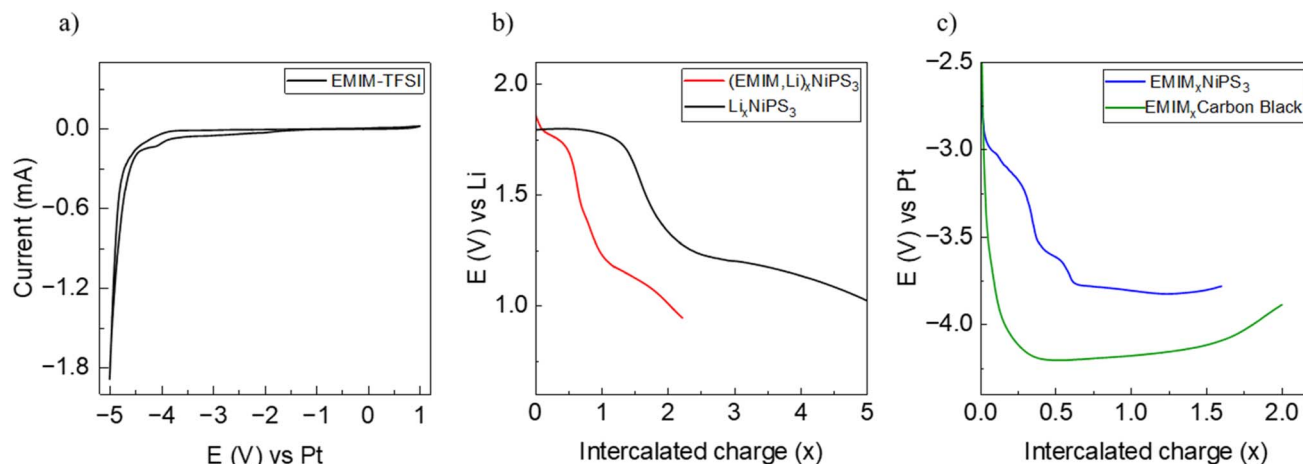 a)
EMIM-TFSI
Current (mA)
0.0
−0.6
−1.2
−1.8
−5 −4 −3 −2 −1 0 1
E (V) vs Pt
b)
(EMIM,Li)xNiPS3
LixNiPS3
E (V) vs Li
2.0
1.5
1.0
0 1 2 3 4 5
Intercalated charge (x)
c)
EMIMxNiPS3
EMIMxCarbon Black
E (V) vs Pt
−2.5
−3.0
−3.5
−4.0
0.0 0.5 1.0 1.5 2.0
Intercalated charge (x)